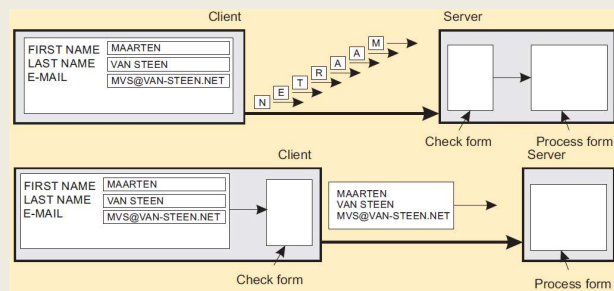 Client
Server
FIRST NAME MAARTEN
LAST NAME VAN STEEN
E-MAIL MVS@VAN-STEEN.NET
M
A
A
R
T
E
N
Check form
Process form
Client
Server
FIRST NAME MAARTEN
LAST NAME VAN STEEN
E-MAIL MVS@VAN-STEEN.NET
MAARTEN
VAN STEEN
MVS@VAN-STEEN.NET
Check form
Process form